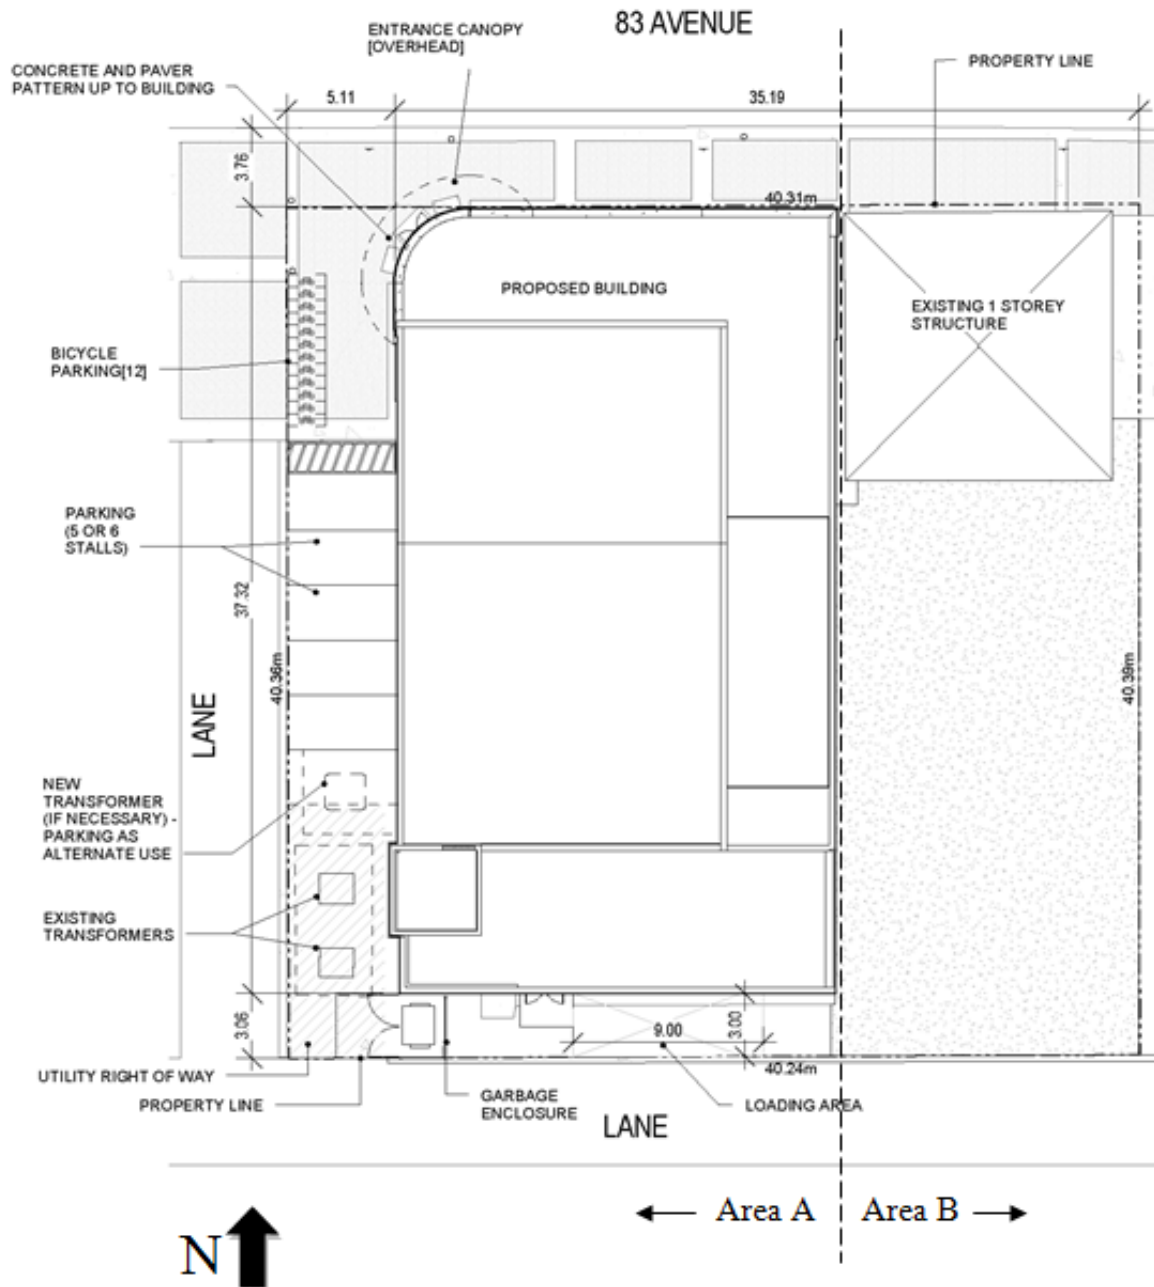 83 AVENUE
ENTRANCE CANOPY
[OVERHEAD]
PROPERTY LINE
CONCRETE AND PAVER
PATTERN UP TO BUILDING
5.11
35.19
3.76
40.31m
PROPOSED BUILDING
EXISTING 1 STOREY
STRUCTURE
BICYCLE
PARKING[12]
PARKING
(5 OR 6
STALLS)
37.32
40.36m
40.39m
LANE
NEW
TRANSFORMER
(IF NECESSARY) -
PARKING AS
ALTERNATE USE
EXISTING
TRANSFORMERS
3.06
9.00
3.00
40.24m
UTILITY RIGHT OF WAY
PROPERTY LINE
GARBAGE
ENCLOSURE
LOADING AREA
LANE
Area A
Area B
N